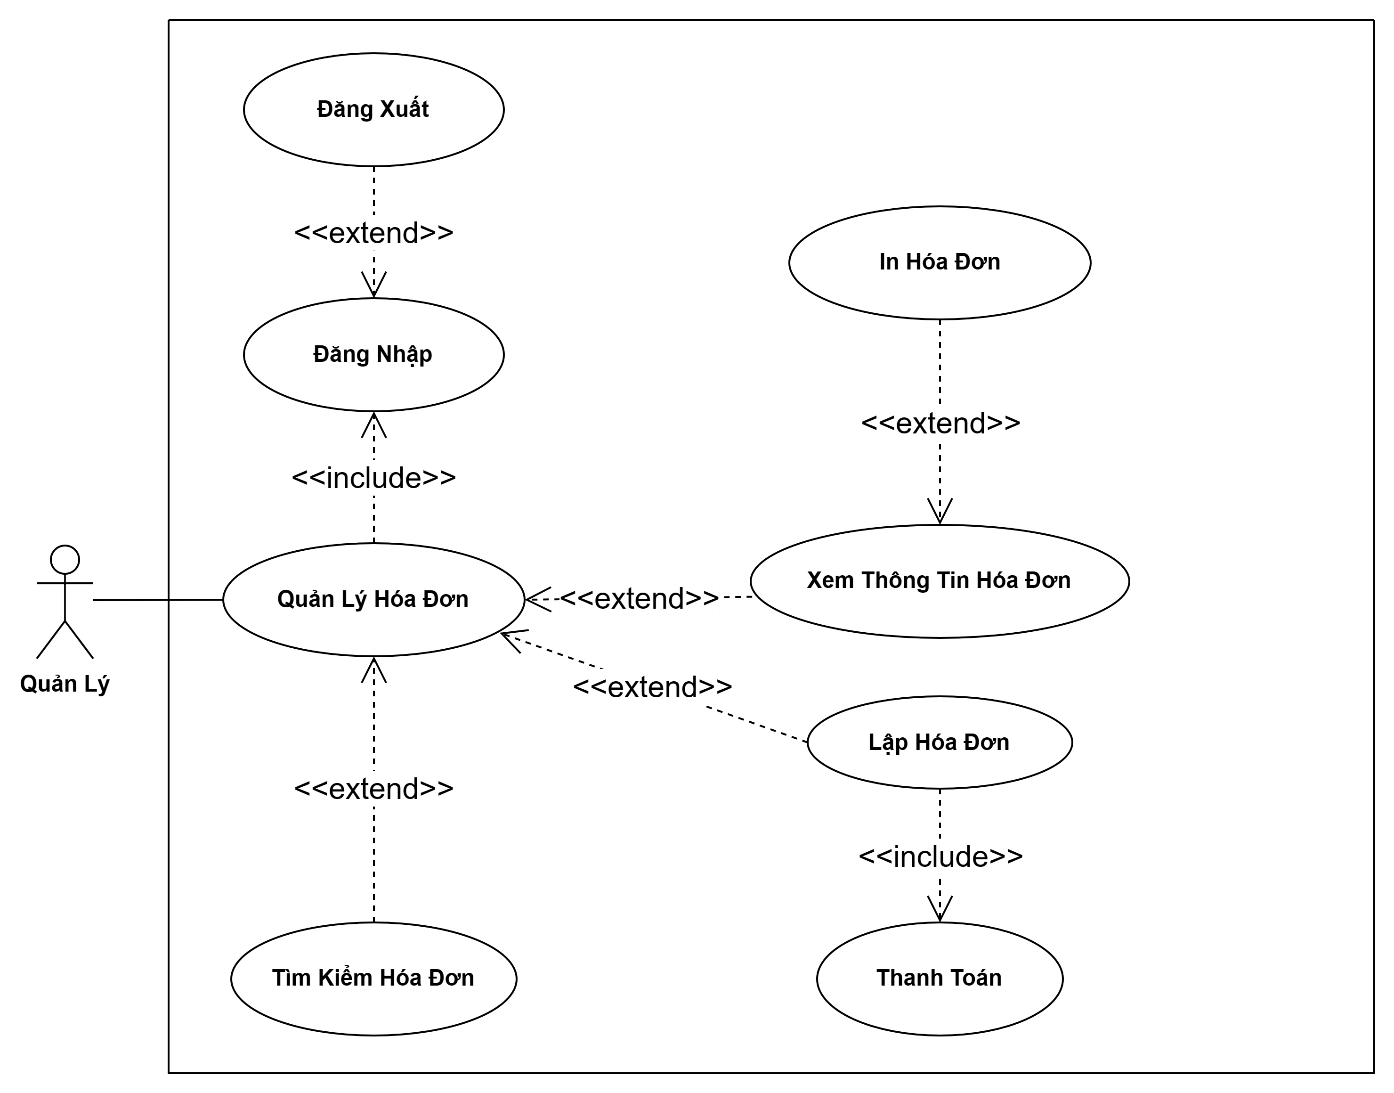 Đăng Xuất
<<extend>>
In Hóa Đơn
Đăng Nhập
<<extend>>
<<include>>
Xem Thông Tin Hóa Đơn
Quản Lý Hóa Đơn
<<extend>>
Quản Lý
<<extend>>
Lập Hóa Đơn
<<extend>>
<<include>>
Tìm Kiểm Hóa Đơn
Thanh Toán